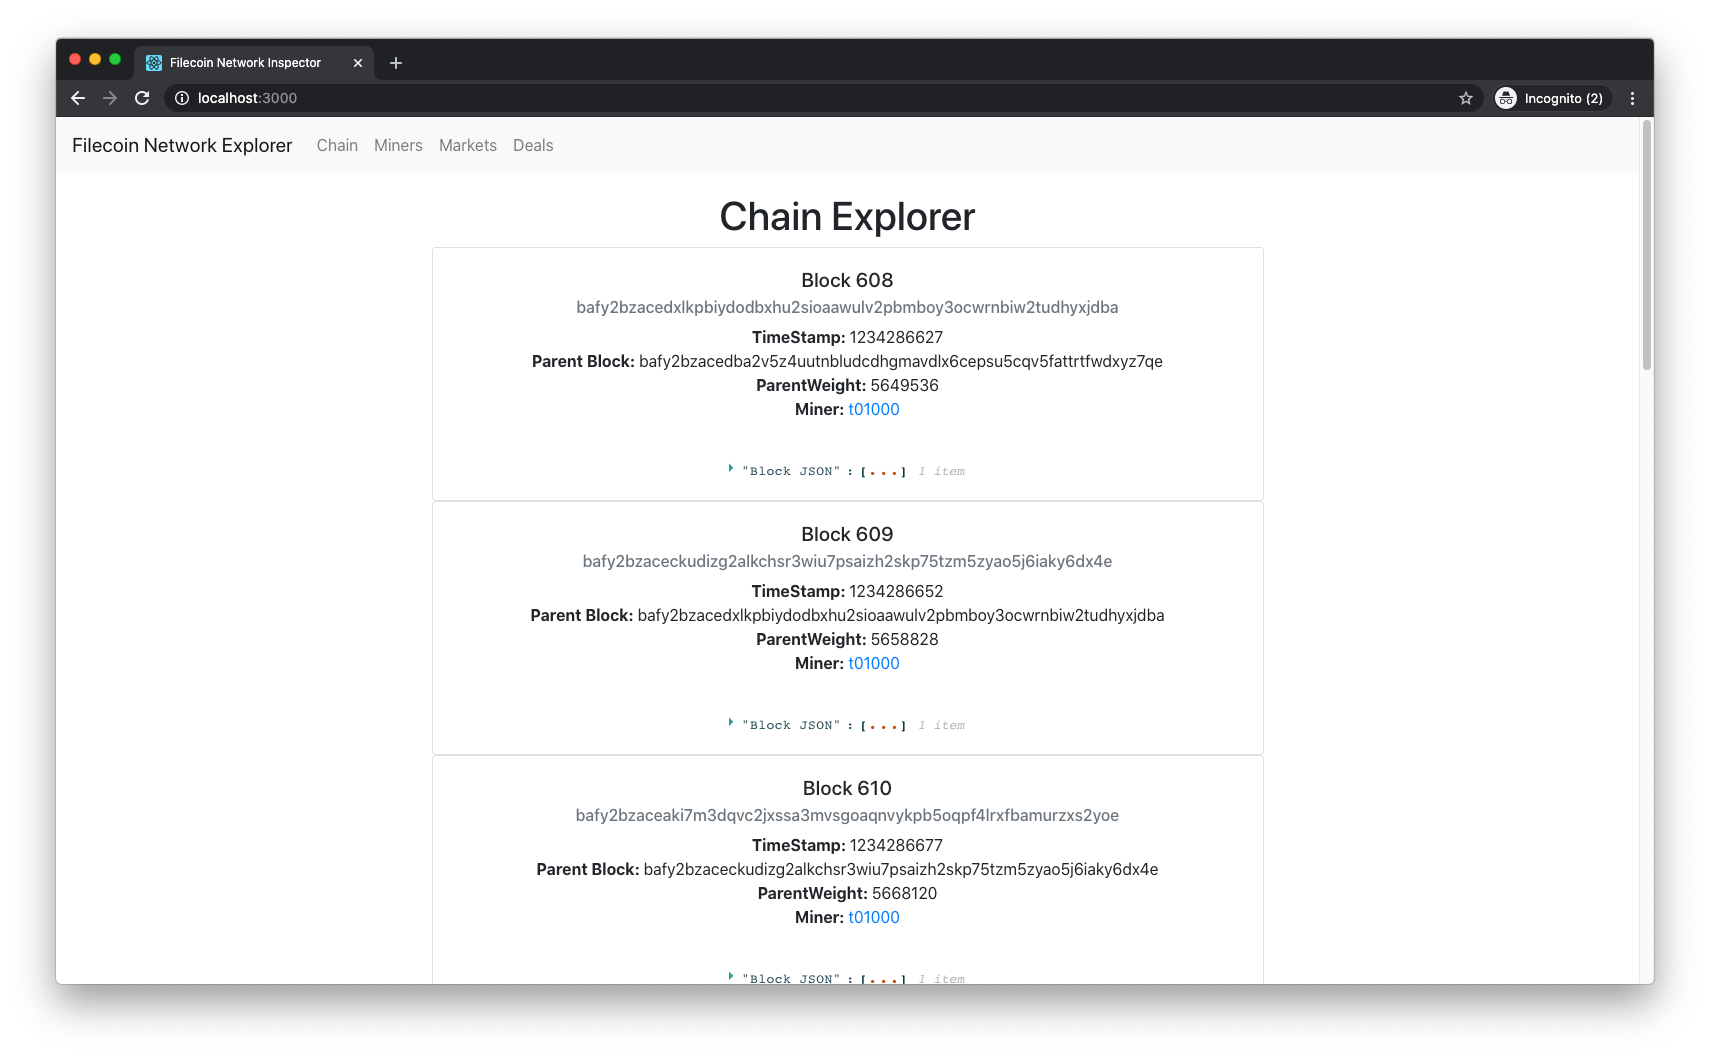 Filecoin Network Inspector
localhost:3000
Incognito (2)
Filecoin Network Explorer Chain Miners Markets Deals
Chain Explorer
Block 608
bafy2bzacedxlkpbiydodbxhu2sioaawulv2pbmboy3ocwrnbiw2tudhyxjdba
TimeStamp: 1234286627
Parent Block: bafy2bzacedba2v5z4uutnbludcdhgmavdlx6cepsu5cqv5fattrtfwdxyz7qe
ParentWeight: 5649536
Miner: t01000
"Block JSON" : [...] 1 item
Block 609
bafy2bzaceckudizg2alkchsr3wiu7psaizh2skp75tzm5zyao5j6iaky6dx4e
TimeStamp: 1234286652
Parent Block: bafy2bzacedxlkpbiydodbxhu2sioaawulv2pbmboy3ocwrnbiw2tudhyxjdba
ParentWeight: 5658828
Miner: t01000
"Block JSON" : [...] 1 item
Block 610
bafy2bzaceaki7m3dqvc2jxssa3mvsgoaqnvykpb5oqpf4lrxfbamurzxs2yoe
TimeStamp: 1234286677
Parent Block: bafy2bzaceckudizg2alkchsr3wiu7psaizh2skp75tzm5zyao5j6iaky6dx4e
ParentWeight: 5668120
Miner: t01000
"Block JSON" : [...] 1 item